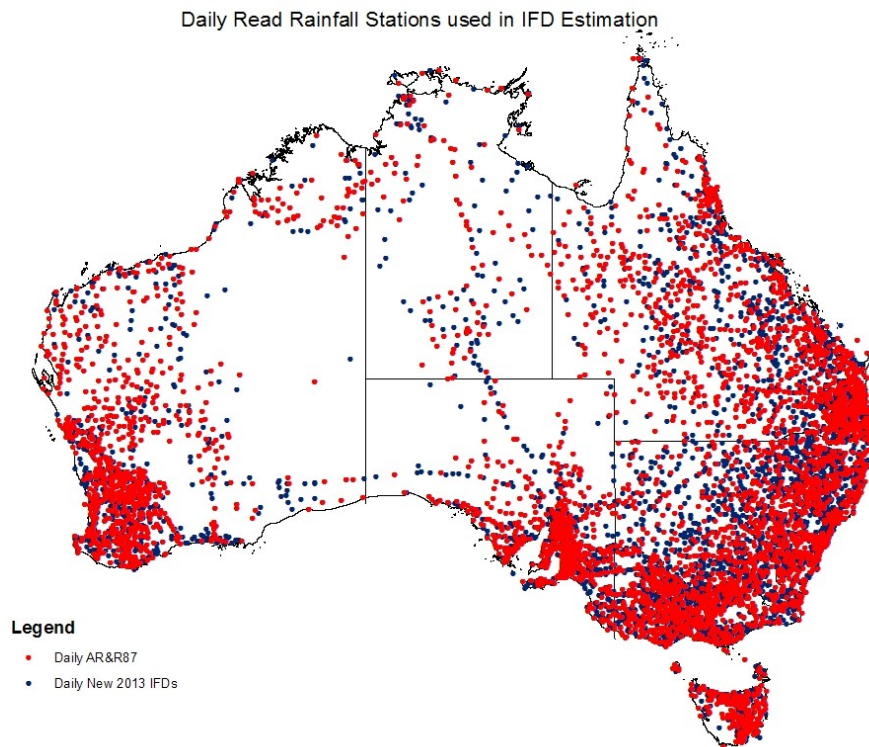 Daily Read Rainfall Stations used in IFD Estimation
Legend
Daily AR&R87
Daily New 2013 IFDs